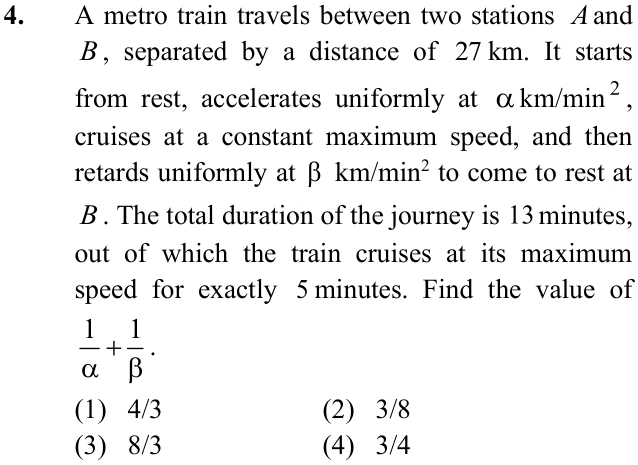 4. A metro train travels between two stations A and
B, separated by a distance of 27 km. It starts
from rest, accelerates uniformly at α km/min²,
cruises at a constant maximum speed, and then
retards uniformly at β km/min² to come to rest at
B. The total duration of the journey is 13 minutes,
out of which the train cruises at its maximum
speed for exactly 5 minutes. Find the value of
1/α + 1/β.
(1) 4/3 (2) 3/8
(3) 8/3 (4) 3/4